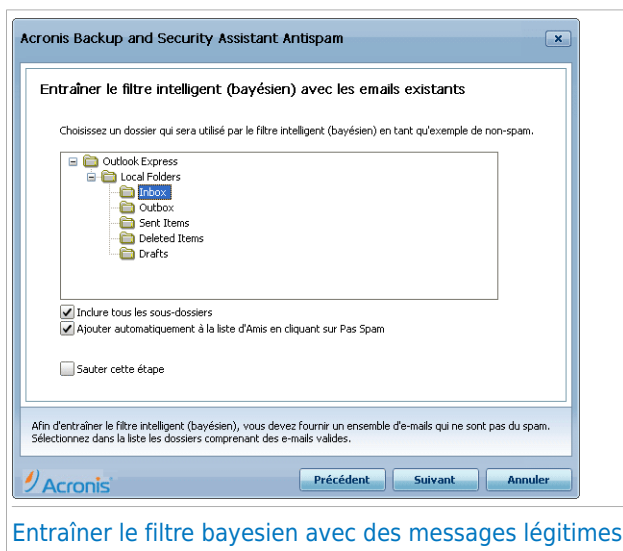 Acronis Backup and Security Assistant Antispam
Entraîner le filtre intelligent (bayésien) avec les emails existants
Choisissez un dossier qui sera utilisé par le filtre intelligent (bayésien) en tant qu'exemple de non-spam.
Outlook Express
Local Folders
Inbox
Outbox
Sent Items
Deleted Items
Drafts
Inclure tous les sous-dossiers
Ajouter automatiquement à la liste d'Amis en cliquant sur Pas Spam
Sauter cette étape
Afin d'entraîner le filtre intelligent (bayésien), vous devez fournir un ensemble d'e-mails qui ne sont pas du spam.
Sélectionnez dans la liste les dossiers comprenant des e-mails valides.
Acronis Précédent Suivant Annuler
Entraîner le filtre bayesien avec des messages légitimes